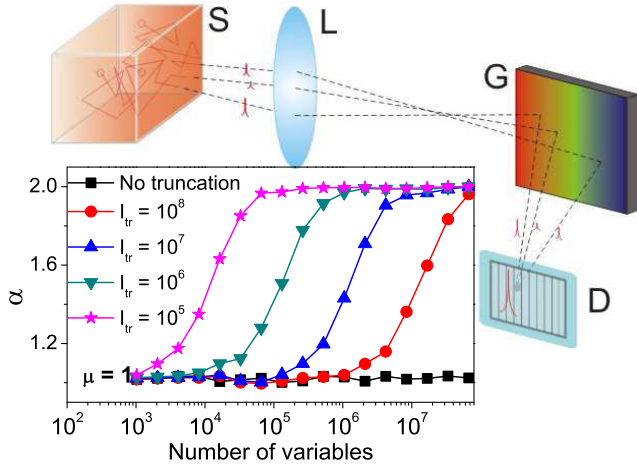 S
L
G
D
2.0
1.6
1.2
α
No truncation
I_tr = 10^8
I_tr = 10^7
I_tr = 10^6
I_tr = 10^5
μ = 1
10^2 10^3 10^4 10^5 10^6 10^7
Number of variables